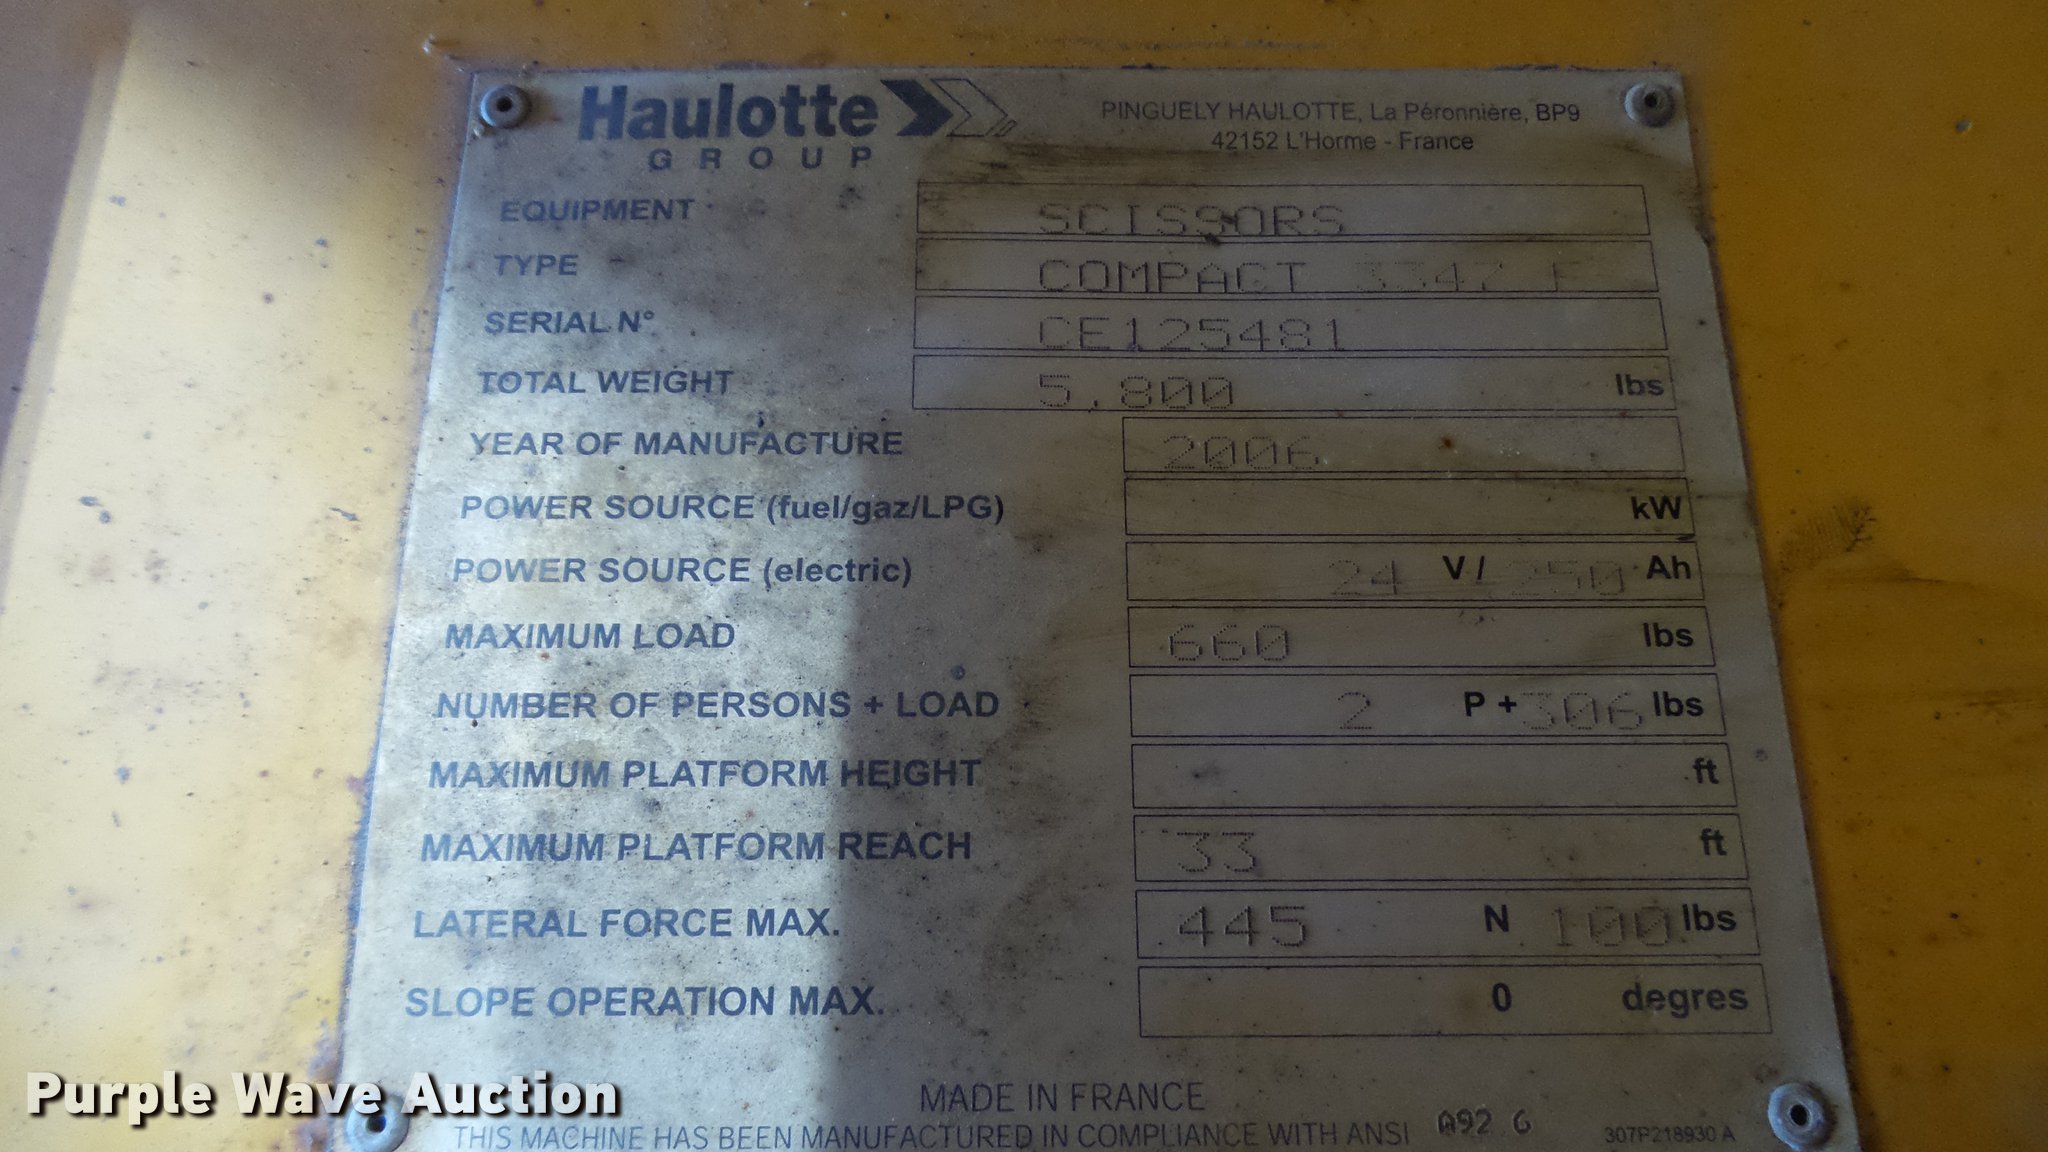 Haulotte
GROUP
PINGUELY HAULOTTE, La Péronnière, BP9
42152 L'Horme - France
EQUIPMENT SCISSORS
TYPE COMPACT 3347 E
SERIAL N° CE125481
TOTAL WEIGHT 5.800 lbs
YEAR OF MANUFACTURE 2006
POWER SOURCE (fuel/gaz/LPG) kW
POWER SOURCE (electric) 24 V / 250 Ah
MAXIMUM LOAD 660 lbs
NUMBER OF PERSONS + LOAD 2 P + 306 lbs
MAXIMUM PLATFORM HEIGHT ft
MAXIMUM PLATFORM REACH 33 ft
LATERAL FORCE MAX. 445 N 100 lbs
SLOPE OPERATION MAX. 0 degres
MADE IN FRANCE
THIS MACHINE HAS BEEN MANUFACTURED IN COMPLIANCE WITH ANSI A92 6
307P218930 A
Purple Wave Auction